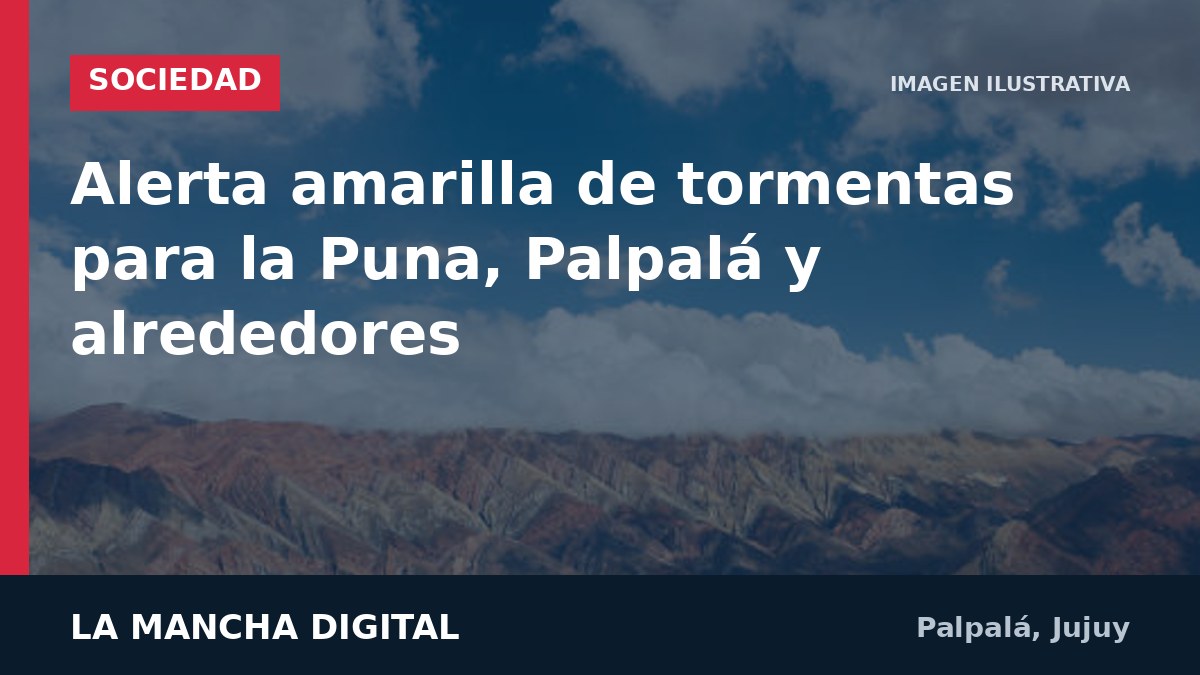 SOCIEDAD
IMAGEN ILUSTRATIVA
Alerta amarilla de tormentas
para la Puna, Palpalá y
alrededores
LA MANCHA DIGITAL
Palpalá, Jujuy